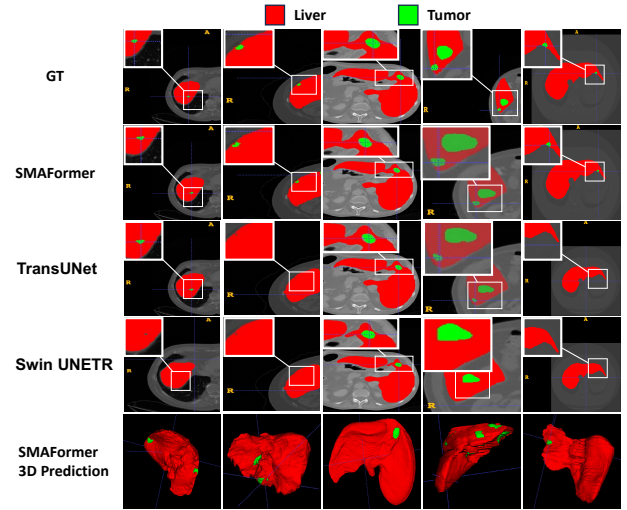 Liver Tumor
GT
A
R
A
R
SMAFormer
R
R
TransUNet
R
R
Swin UNETR
A
R
R
SMAFormer
3D Prediction